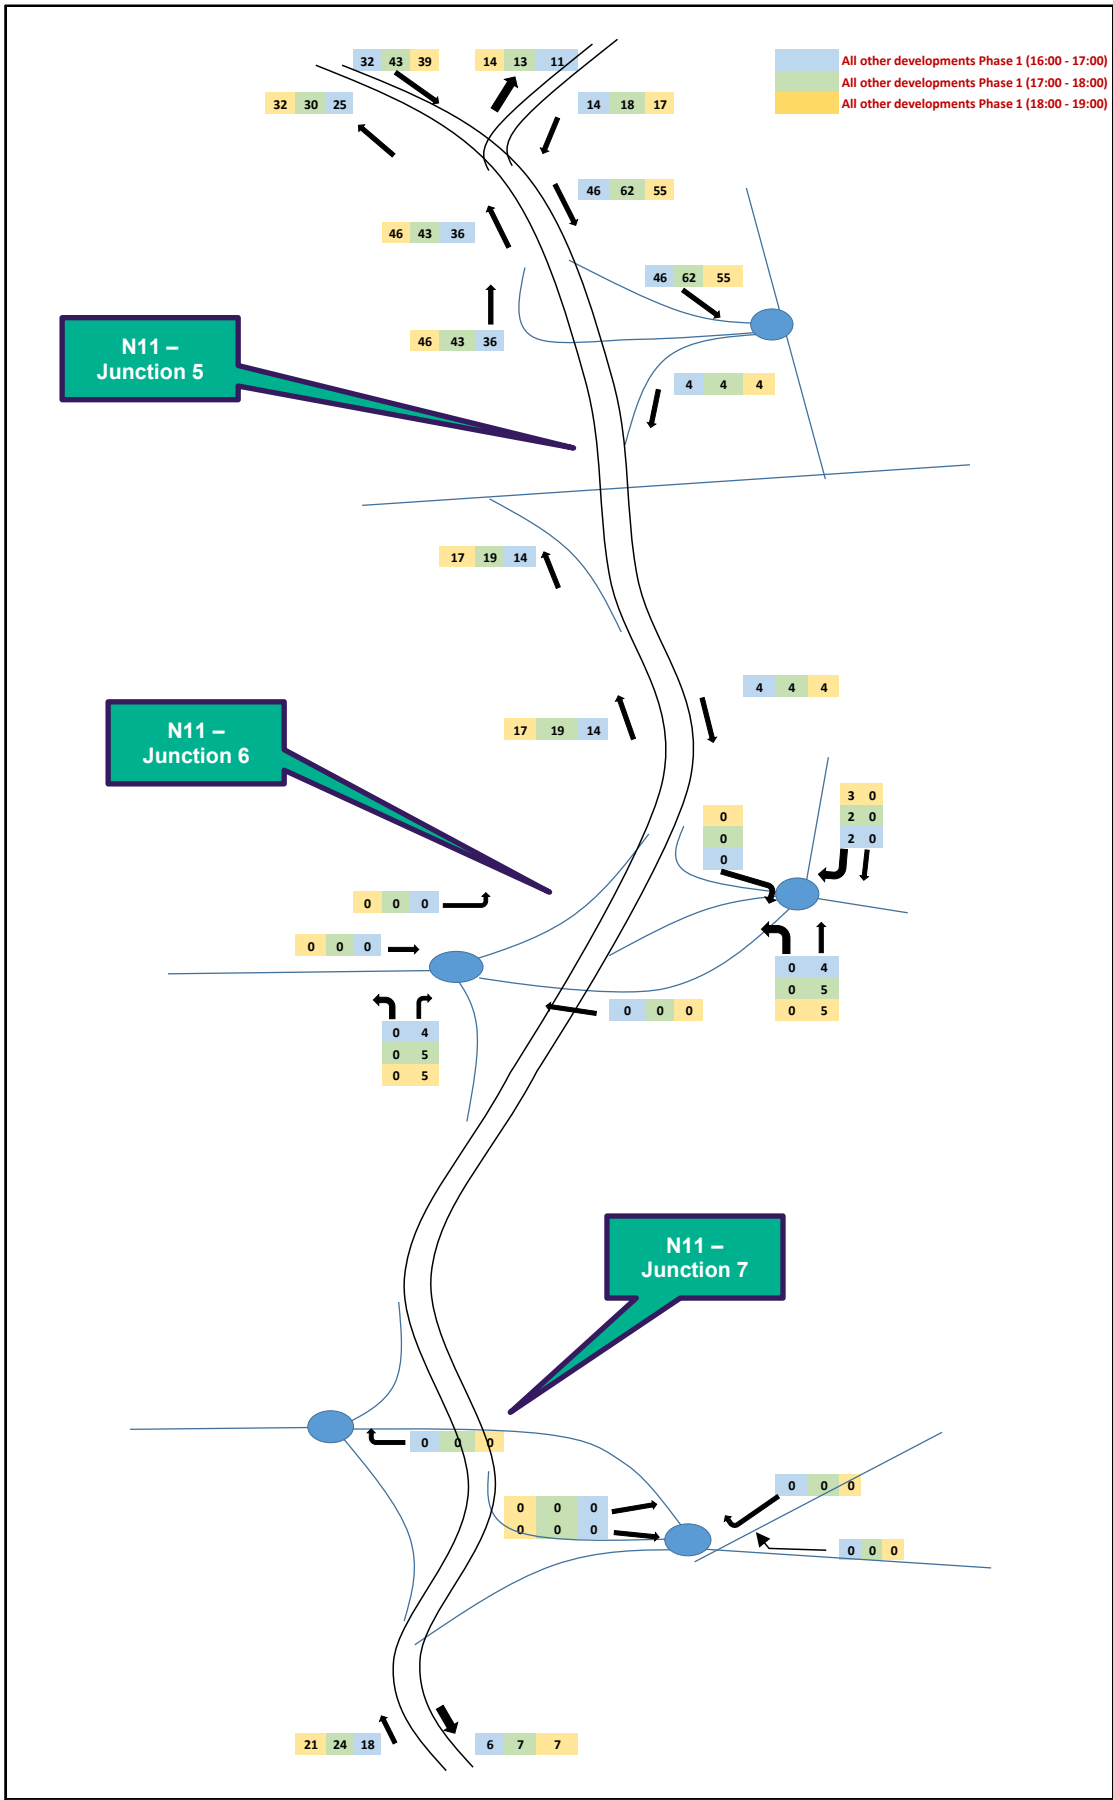 32 43 39
14 13 11
All other developments Phase 1 (16:00 - 17:00)
All other developments Phase 1 (17:00 - 18:00)
All other developments Phase 1 (18:00 - 19:00)
32 30 25
14 18 17
46 62 55
46 43 36
46 62 55
N11 –
Junction 5
46 43 36
4 4 4
17 19 14
4 4 4
N11 –
Junction 6
17 19 14
3 0
2 0
2 0
0
0
0
0 0 0
0 0 0
0 4
0 5
0 5
0 0 0
0 4
0 5
0 5
N11 –
Junction 7
0 0 0
0 0 0
0 0 0
0 0 0
0 0 0
21 24 18
6 7 7